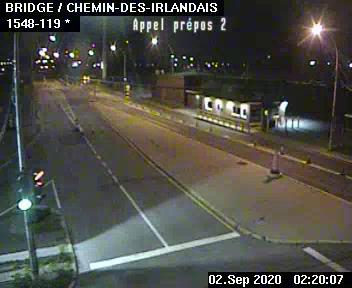 BRIDGE / CHEMIN-DES-IRLANDAIS
1548-119 *
Appel prépos 2
02.Sep 2020 02:20:07